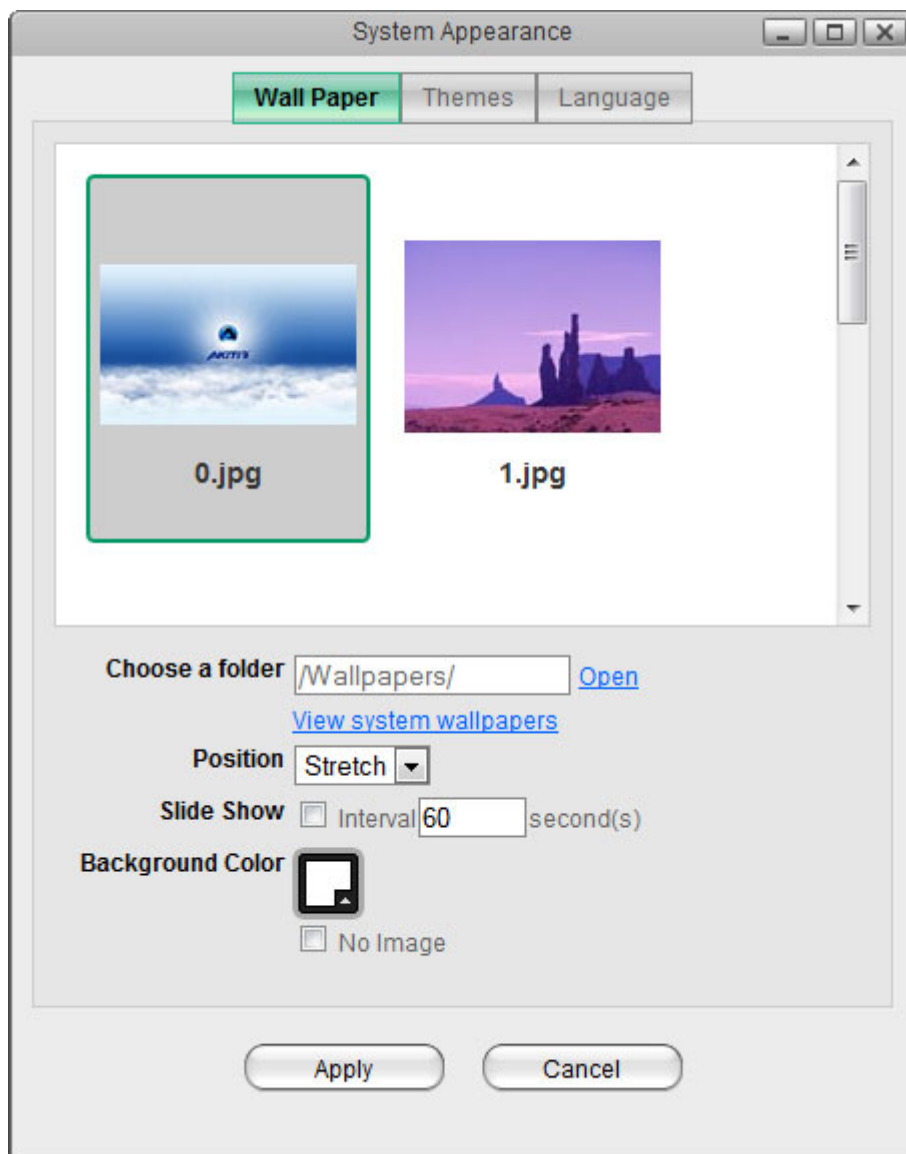 System Appearance
Wall Paper Themes Language
AKiTiO
0.jpg 1.jpg
Choose a folder /Wallpapers/ Open
View system wallpapers
Position Stretch
Slide Show Interval 60 second(s)
Background Color
No Image
Apply Cancel